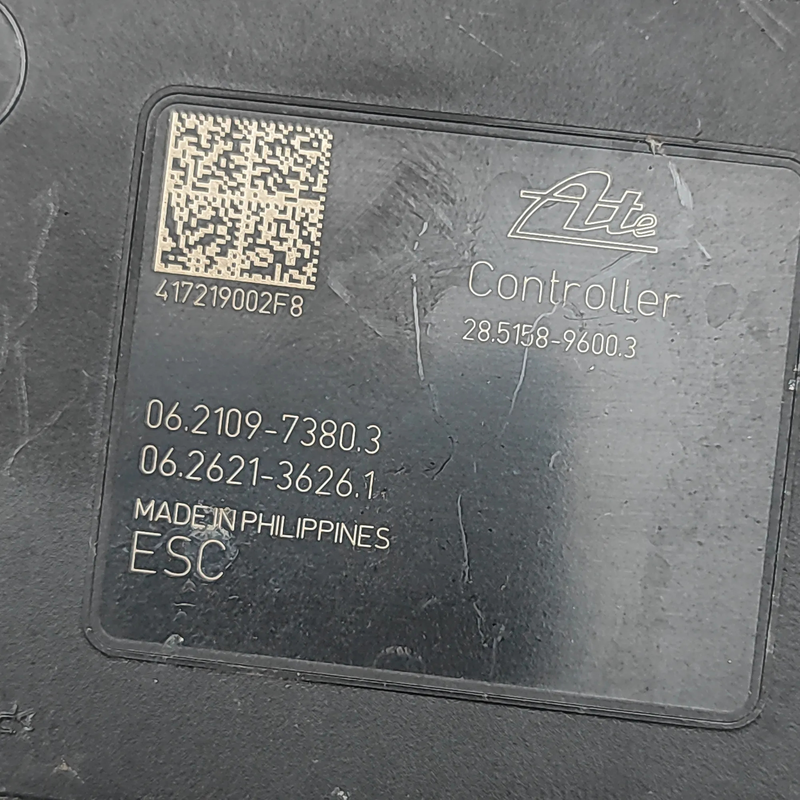 417219002F8
Ate
Controller
28.5158-9600.3
06.2109-7380.3
06.2621-3626.1
MADE IN PHILIPPINES
ESC